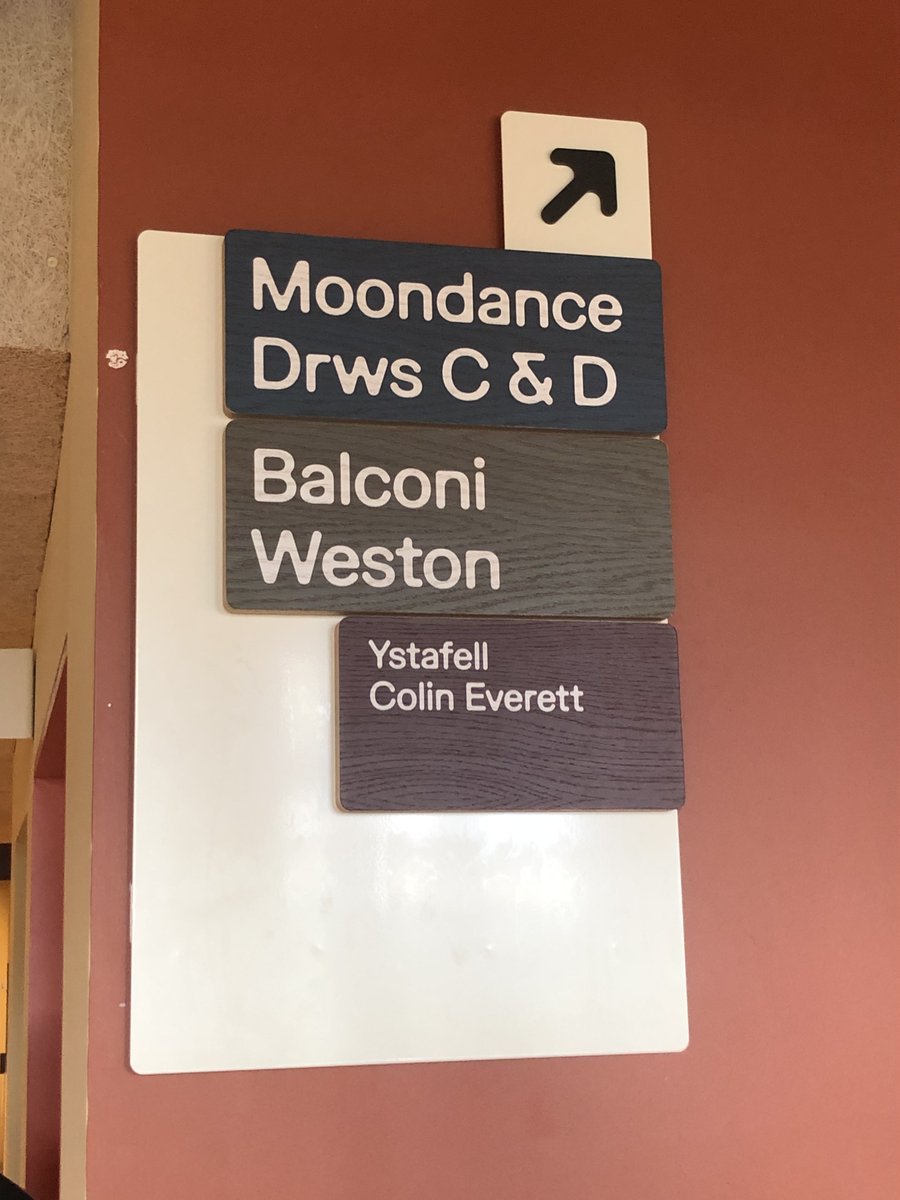 Moondance
Drws C & D
Balconi
Weston
Ystafell
Colin Everett